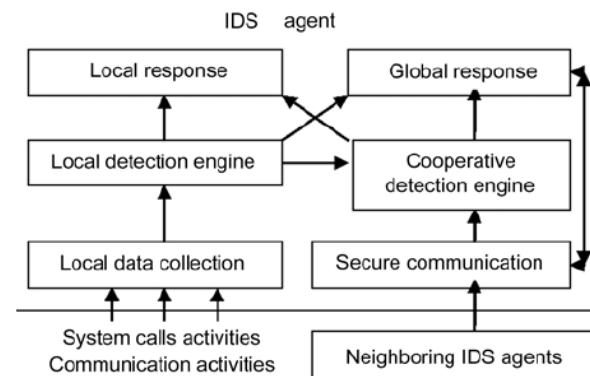 IDS agent
Local response
Global response
Local detection engine
Cooperative
detection engine
Local data collection
Secure communication
System calls activities
Communication activities
Neighboring IDS agents